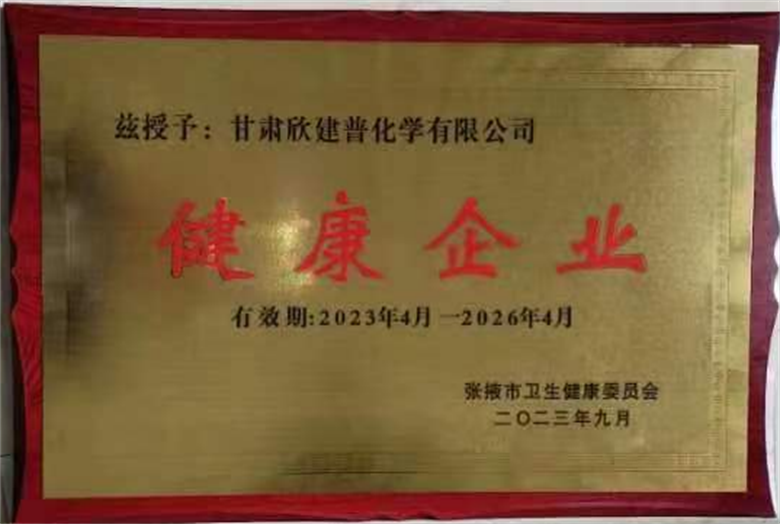 兹授予：甘肃欣建普化学有限公司
健康企业
有效期:2023年4月一2026年4月
张掖市卫生健康委员会
二〇二三年九月